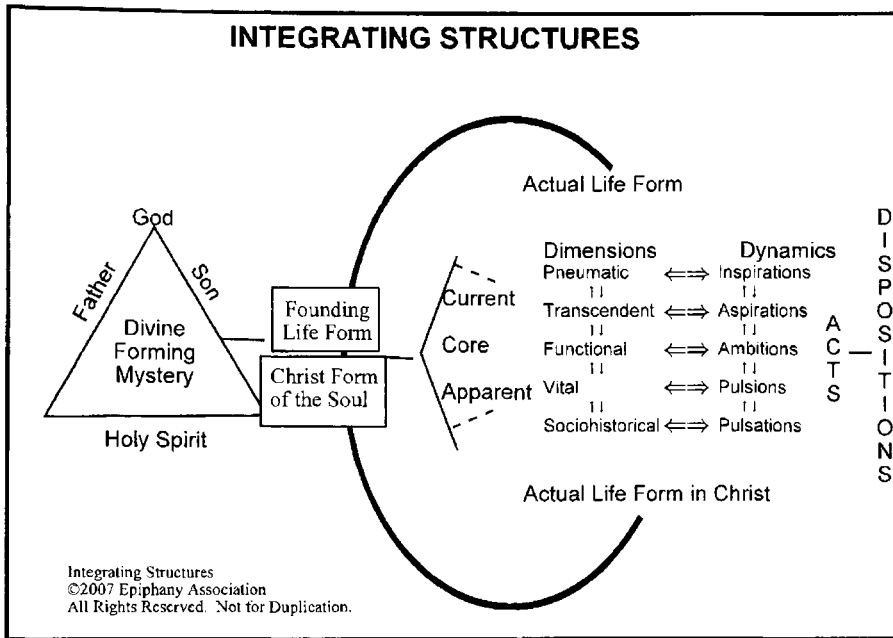 INTEGRATING STRUCTURES
Actual Life Form
God
Father
Son
Divine
Forming
Mystery
Holy Spirit
Founding
Life Form
Christ Form
of the Soul
Current
Core
Apparent
Dimensions Dynamics
Pneumatic ⇐⇒ Inspirations
Transcendent ⇐⇒ Aspirations
Functional ⇐⇒ Ambitions
Vital ⇐⇒ Pulsions
Sociohistorical ⇐⇒ Pulsations
ACTS
DISPOSITIONS
Actual Life Form in Christ
Integrating Structures
©2007 Epiphany Association
All Rights Reserved. Not for Duplication.